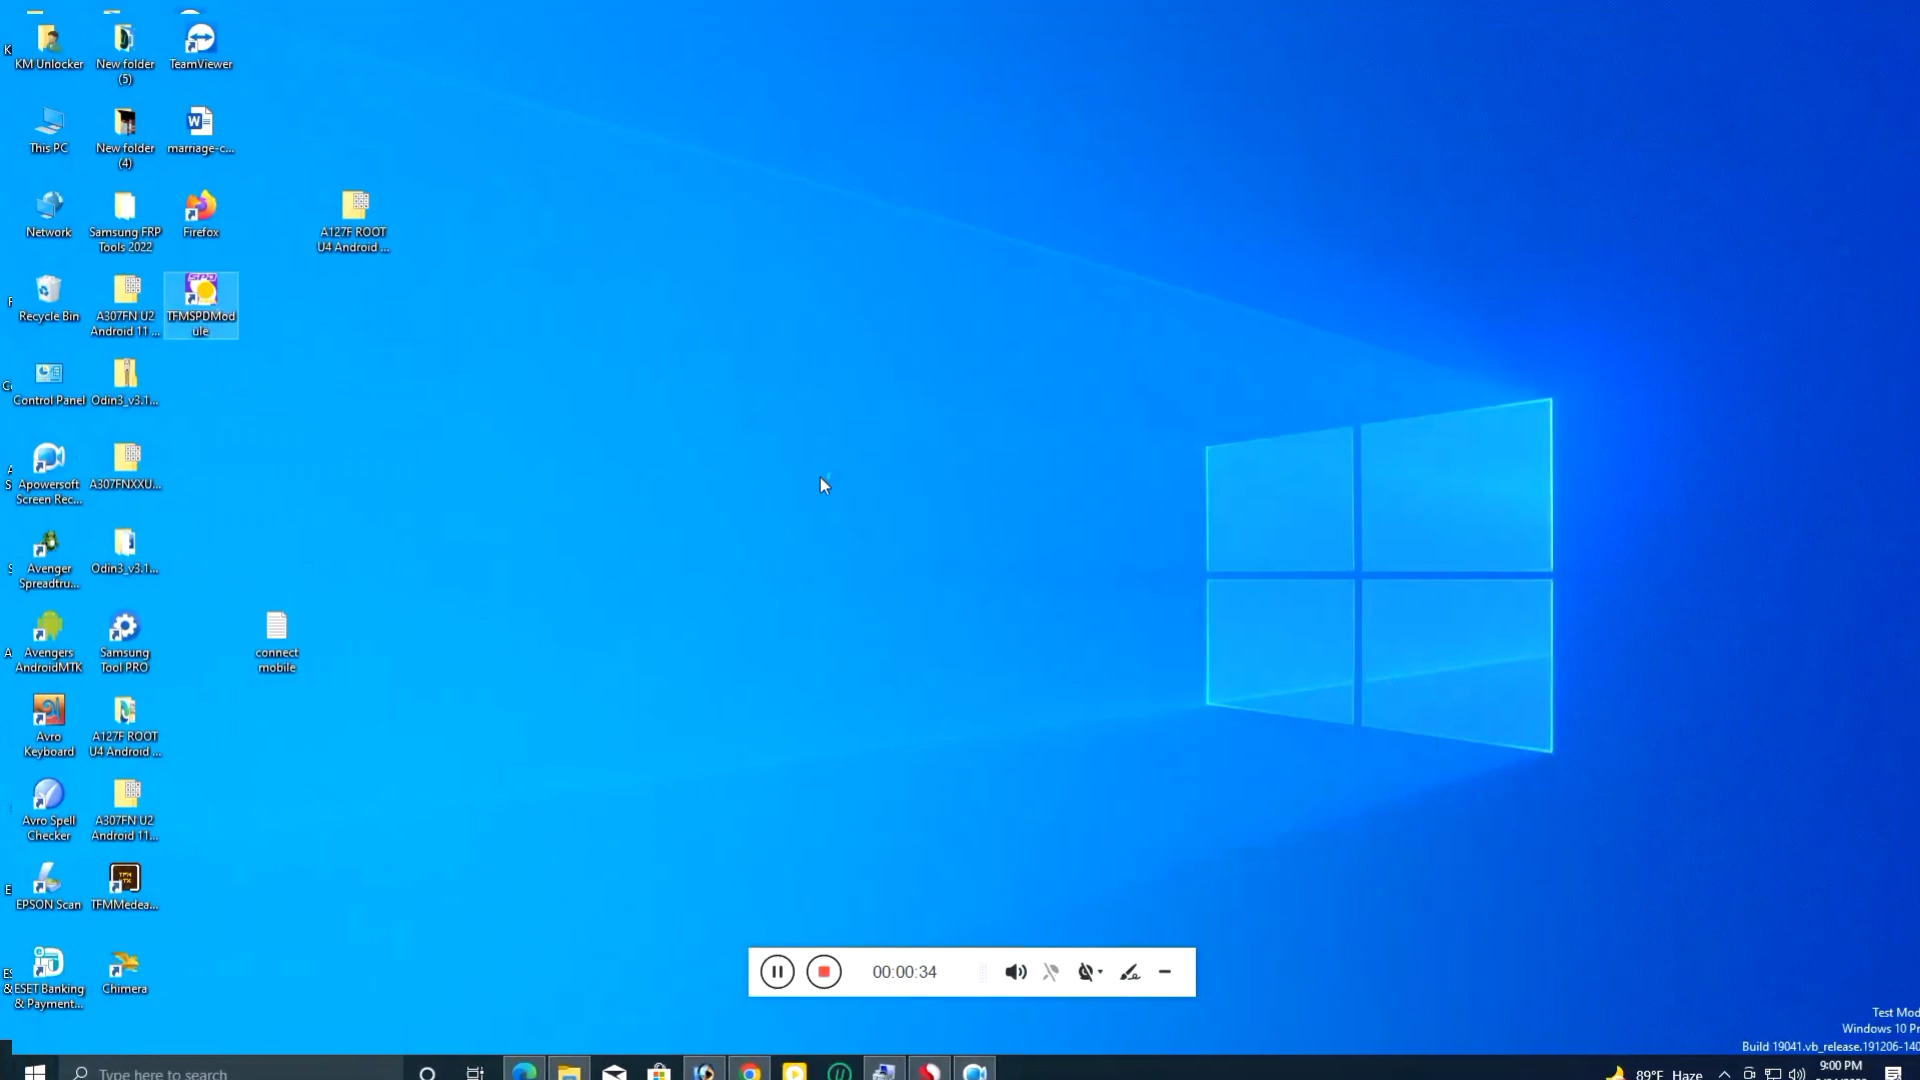 KM Unlocker
New folder
(5)
TeamViewer
This PC
New folder
(4)
marriage-c...
Network
Samsung FRP
Tools 2022
Firefox
A127F ROOT
U4 Android ...
Recycle Bin
A307FN U2
Android 11 ...
TFMSPDMod
ule
Control Panel
Odin3_v3.1...
Apowersoft
Screen Rec...
A307FNXXU...
Avenger
Spreadtru...
Odin3_v3.1...
Avengers
AndroidMTK
Samsung
Tool PRO
connect
mobile
Avro
Keyboard
A127F ROOT
U4 Android ...
Avro Spell
Checker
A307FN U2
Android 11...
EPSON Scan
TFMMedea...
ESET Banking
& Payment...
Chimera
00:00:34
Test Mod
Windows 10 Pr
Build 19041.vb_release.191206-140
Type here to search
89°F Haze
9:00 PM